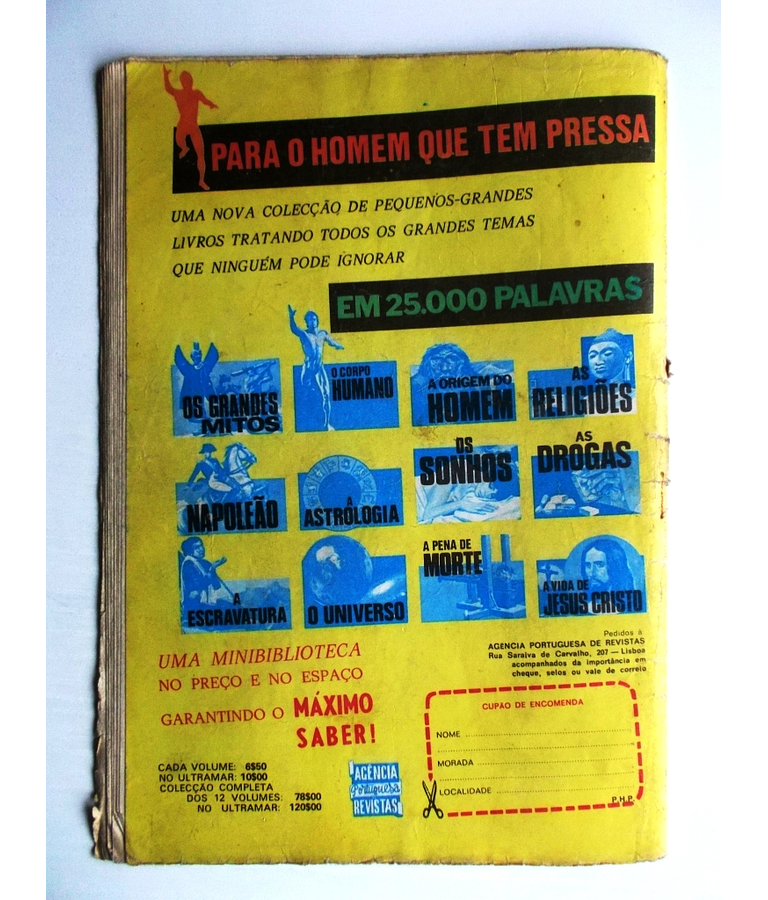 PARA O HOMEM QUE TEM PRESSA
UMA NOVA COLECÇÃO DE PEQUENOS-GRANDES
LIVROS TRATANDO TODOS OS GRANDES TEMAS
QUE NINGUÉM PODE IGNORAR
EM 25.000 PALAVRAS
OS GRANDES
MITOS
O CORPO
HUMANO
A ORIGEM DO
HOMEM
AS
RELIGIÕES
NAPOLEÃO
A
ASTROLOGIA
OS
SONHOS
AS
DROGAS
A
ESCRAVATURA
O UNIVERSO
A PENA DE
MORTE
A VIDA DE
JESUS CRISTO
UMA MINIBIBLIOTECA
NO PREÇO E NO ESPAÇO
GARANTINDO O MÁXIMO
SABER!
Pedidos à
AGENCIA PORTUGUESA DE REVISTAS
Rua Saraiva de Carvalho, 207 — Lisboa
acompanhados da importância em
cheque, selos ou vale de correio
CADA VOLUME: 6$50
NO ULTRAMAR: 10$00
COLECÇÃO COMPLETA
DOS 12 VOLUMES: 78$00
NO ULTRAMAR: 120$00
AGÊNCIA
Portuguesa
REVISTAS
CUPÃO DE ENCOMENDA
NOME
MORADA
LOCALIDADE
P.H.P.